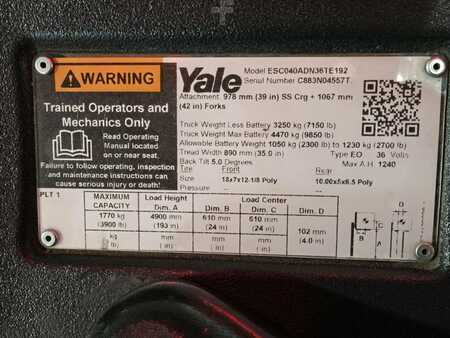 WARNING
Trained Operators and
Mechanics Only
Read Operating
Manual located
on or near seat.
Failure to follow operating, inspection
and maintenance instructions can
cause serious injury or death!
Yale
Model ESC040ADN36TE192
Serial Number C883N04557T
Attachment 978 mm (39 in) SS Crg + 1067 mm
(42 in) Forks
Truck Weight Less Battery 3250 kg (7150 lb)
Truck Weight Max Battery 4470 kg (9850 lb)
Allowable Battery Weight 1050 kg (2300 lb) to 1230 kg (2700 lb)
Tread Width 890 mm (35.0 in) Type EO 36 Volts
Back Tilt 5.0 Degrees Max A.H 1240
Tire Front Rear
Size 18x7x12-1/8 Poly 10.00x5x6.5 Poly
Pressure -- --
PLT 1
MAXIMUM CAPACITY Load Height Dim. A Load Center Dim. B Dim. C Dim. D
1770 kg 4900 mm 610 mm 610 mm 102 mm
(3900 lb) (193 in) (24 in) (24 in) (4.0 in)
kg mm mm mm
( lb) ( in) ( in) ( in)
D
B
C
A